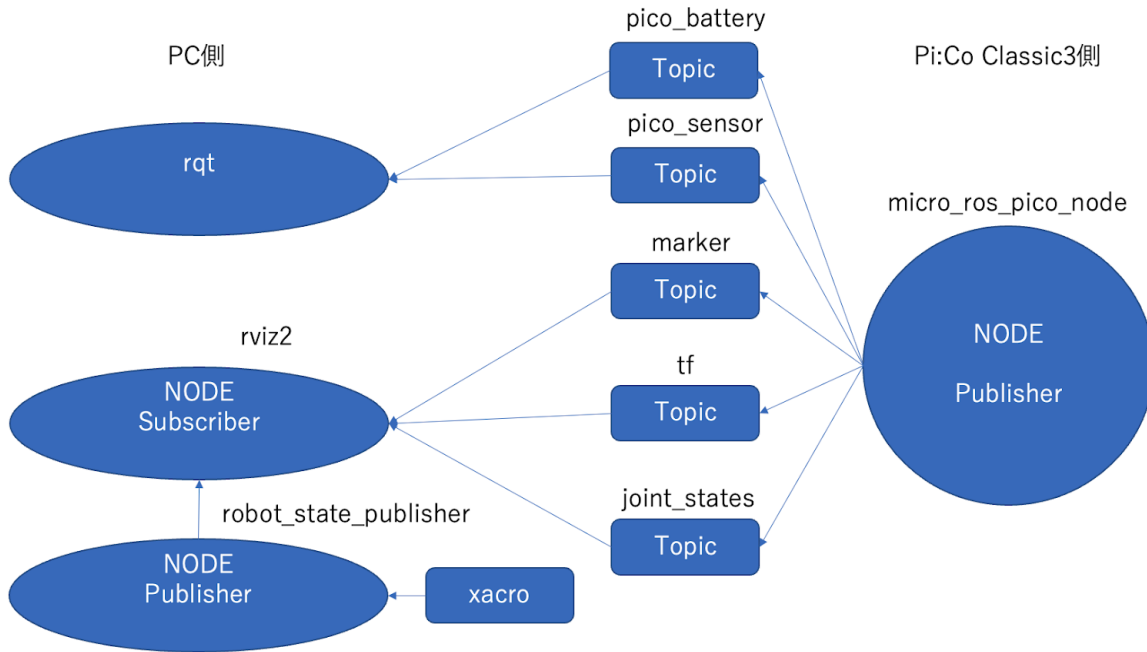 pico_battery
PC側
Topic
Pi:Co Classic3側
pico_sensor
rqt
Topic
micro_ros_pico_node
marker
Topic
rviz2
NODE
Publisher
tf
NODE
Subscriber
Topic
joint_states
robot_state_publisher
Topic
NODE
Publisher
xacro